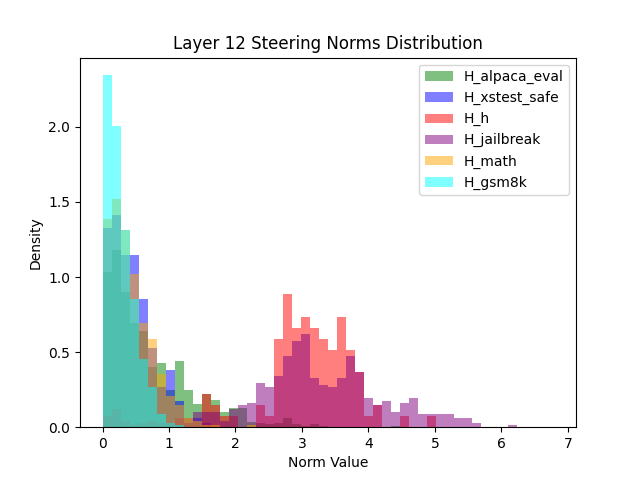 Layer 12 Steering Norms Distribution
H_alpaca_eval
H_xstest_safe
H_h
H_jailbreak
H_math
H_gsm8k
Density
2.0
1.5
1.0
0.5
0.0
0 1 2 3 4 5 6 7
Norm Value